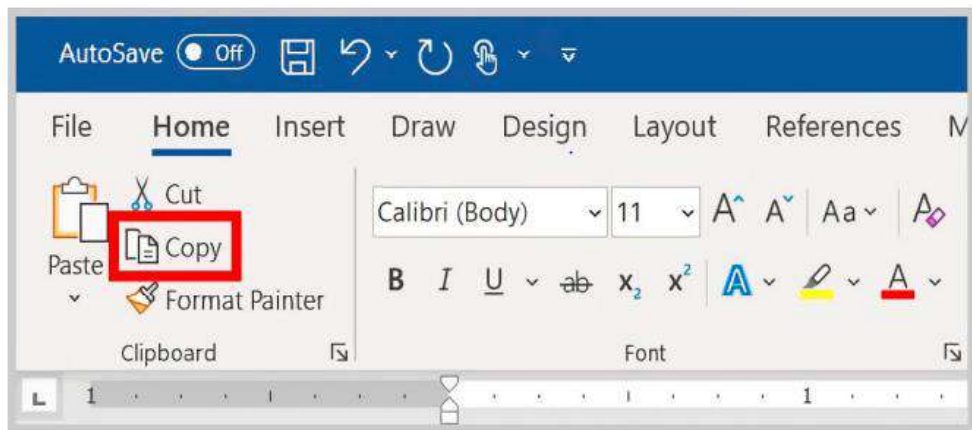 AutoSave Off
File Home Insert Draw Design Layout References M
Cut
Calibri (Body) 11 A A Aa A
Copy
Paste
B I U ab x2 x2 A A
Format Painter
Clipboard Font
L 1 1